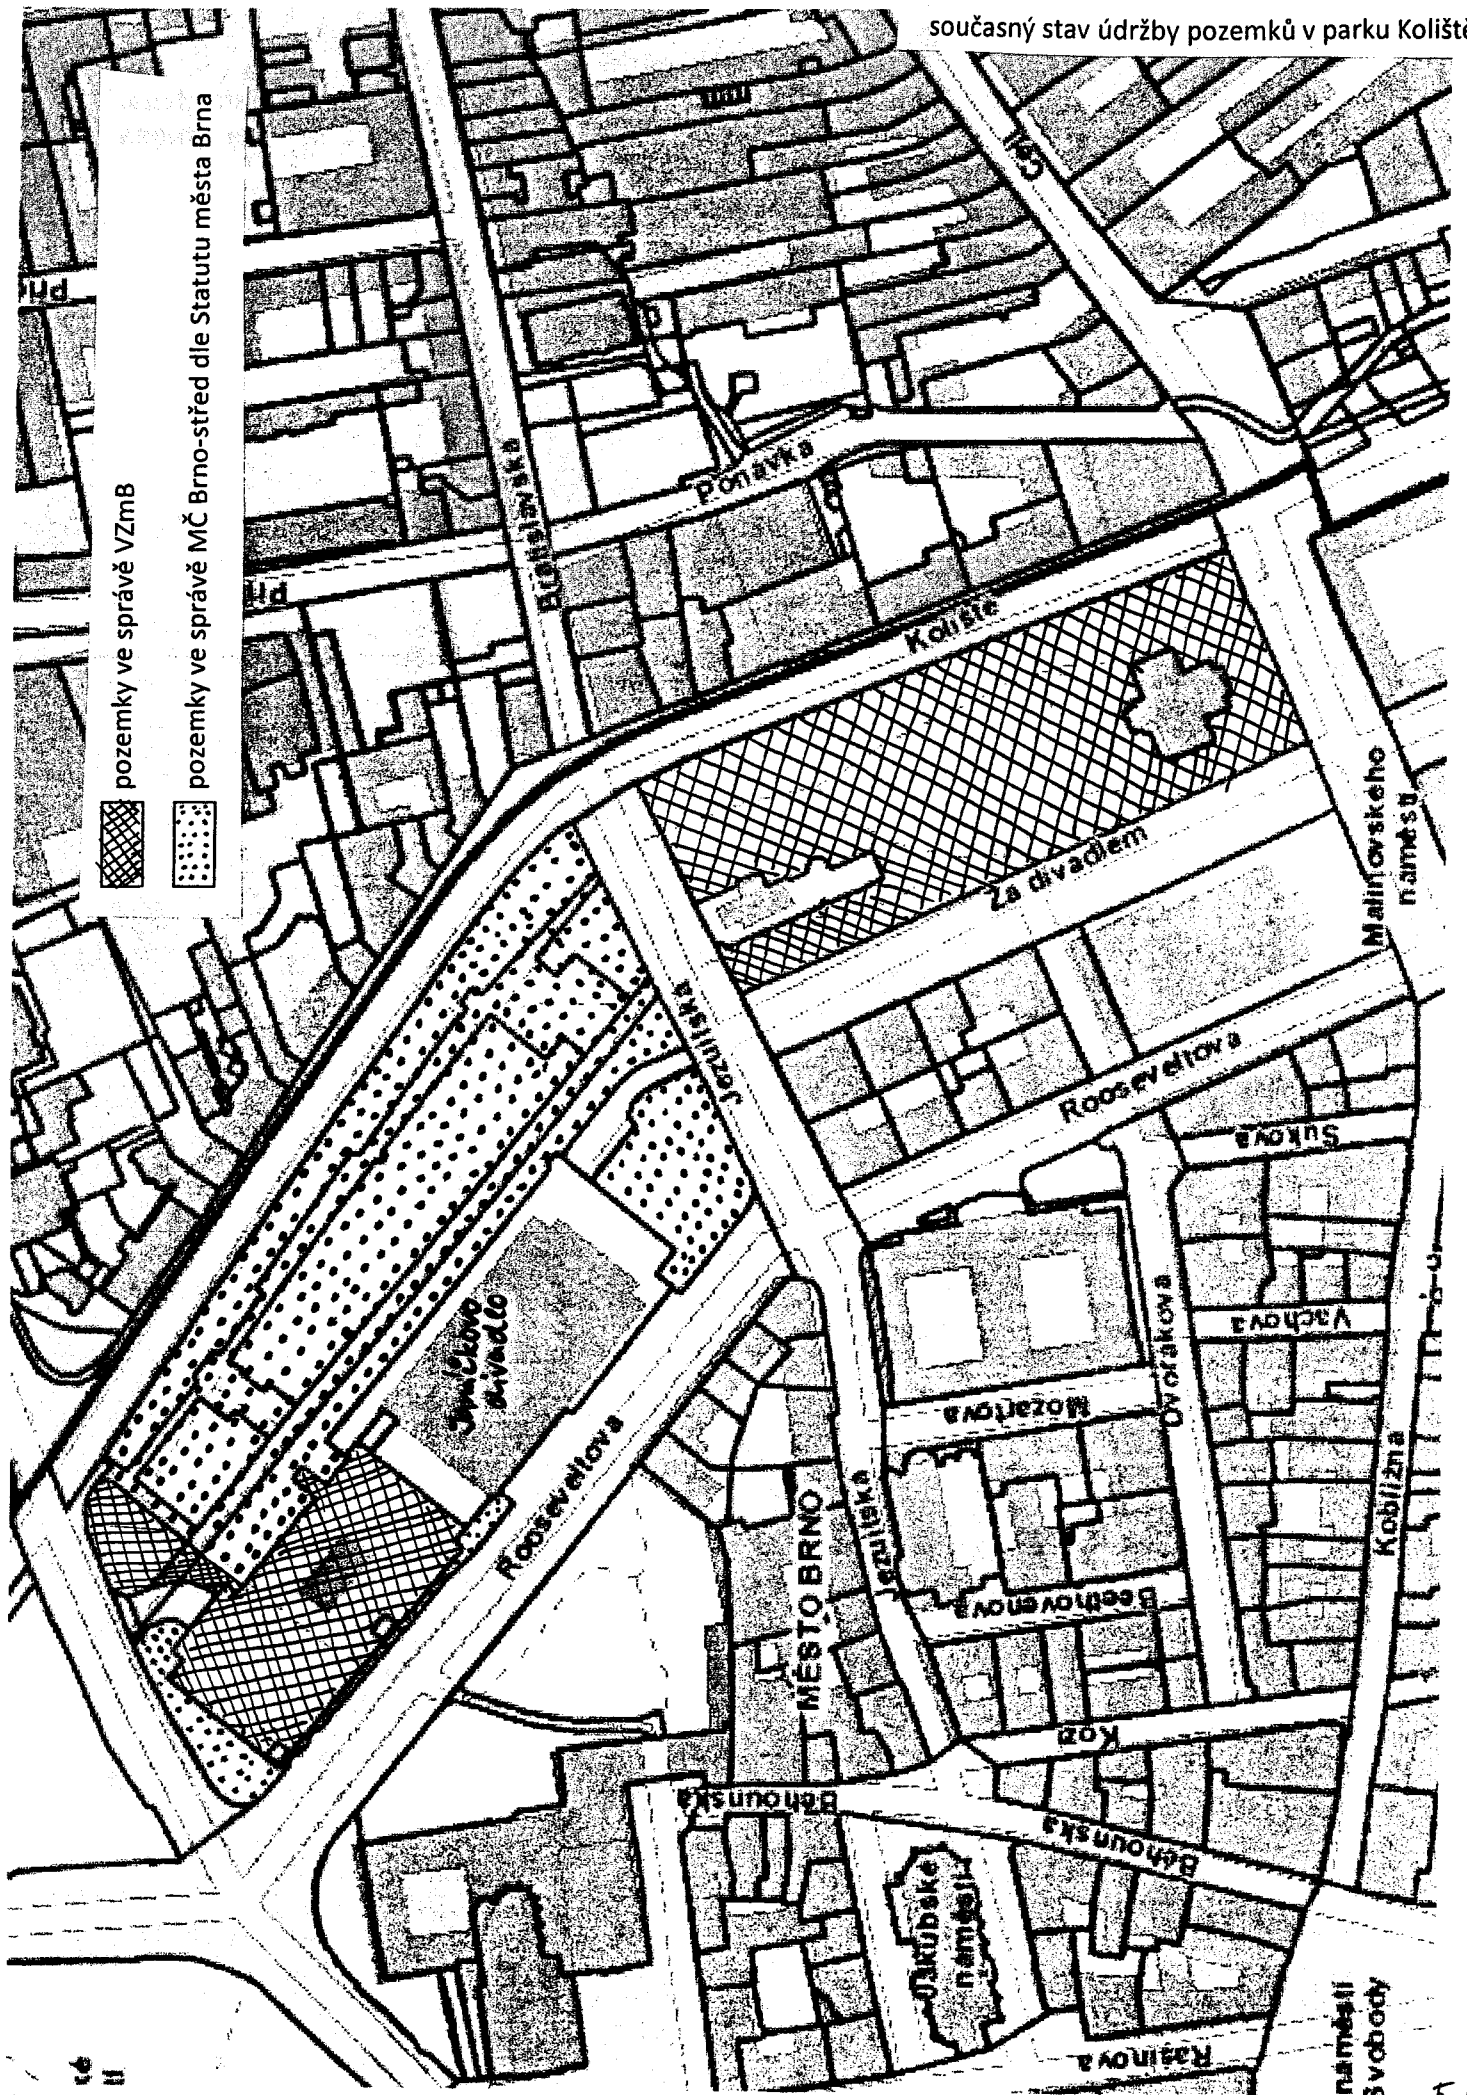 současný stav údržby pozemků v parku Koliště
pozemky ve správě VZmB
pozemky ve správě MČ Brno-střed dle Statutu města Brna
Cejl
Bratislavská
Ponávka
Koliště
Za divadlem
Malinovského
náměstí
Jezuitská
Rooseveltova
Sukova
Vachova
Dvořákova
Mozartova
Janáčkovo
divadlo
Rooseveltova
Jezuitská
MĚSTO BRNO
Beethovenova
Kobližná
Kozí
Běhounská
Běhounská
Jakubské
náměstí
Rašínova
náměstí
Svobody